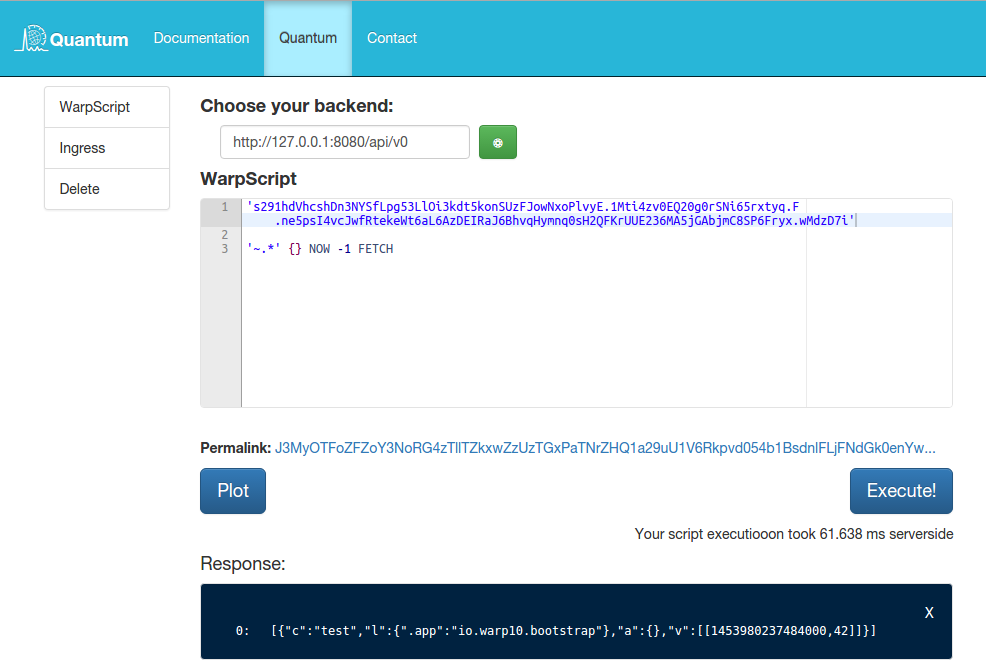 Quantum Documentation Quantum Contact
WarpScript
Ingress
Delete
Choose your backend:
http://127.0.0.1:8080/api/v0
WarpScript
1 's291hdVhcshDn3NYSfLpg53LlOi3kdt5konSUzFJowNxoPlvyE.1Mti4zv0EQ20g0rSNi65rxtyq.F
.ne5psI4vcJwfRtekeWt6aL6AzDEIRaJ6BhvqHymnq0sH2QFKrUUE236MA5jGAbjmC8SP6Fryx.wMdzD7i'
2
3 '~.*' {} NOW -1 FETCH
Permalink: J3MyOTFoZFZoY3NoRG4zTllTZkxwZzUzTGxPaTNrZHQ1a29uU1V6Rkpvd054b1BsdnlFLjFNdGk0enYw...
Plot
Execute!
Your script executiooon took 61.638 ms serverside
Response:
X
0: [{"c":"test","l":{".app":"io.warp10.bootstrap"},"a":{},"v":[[1453980237484000,42]]}]